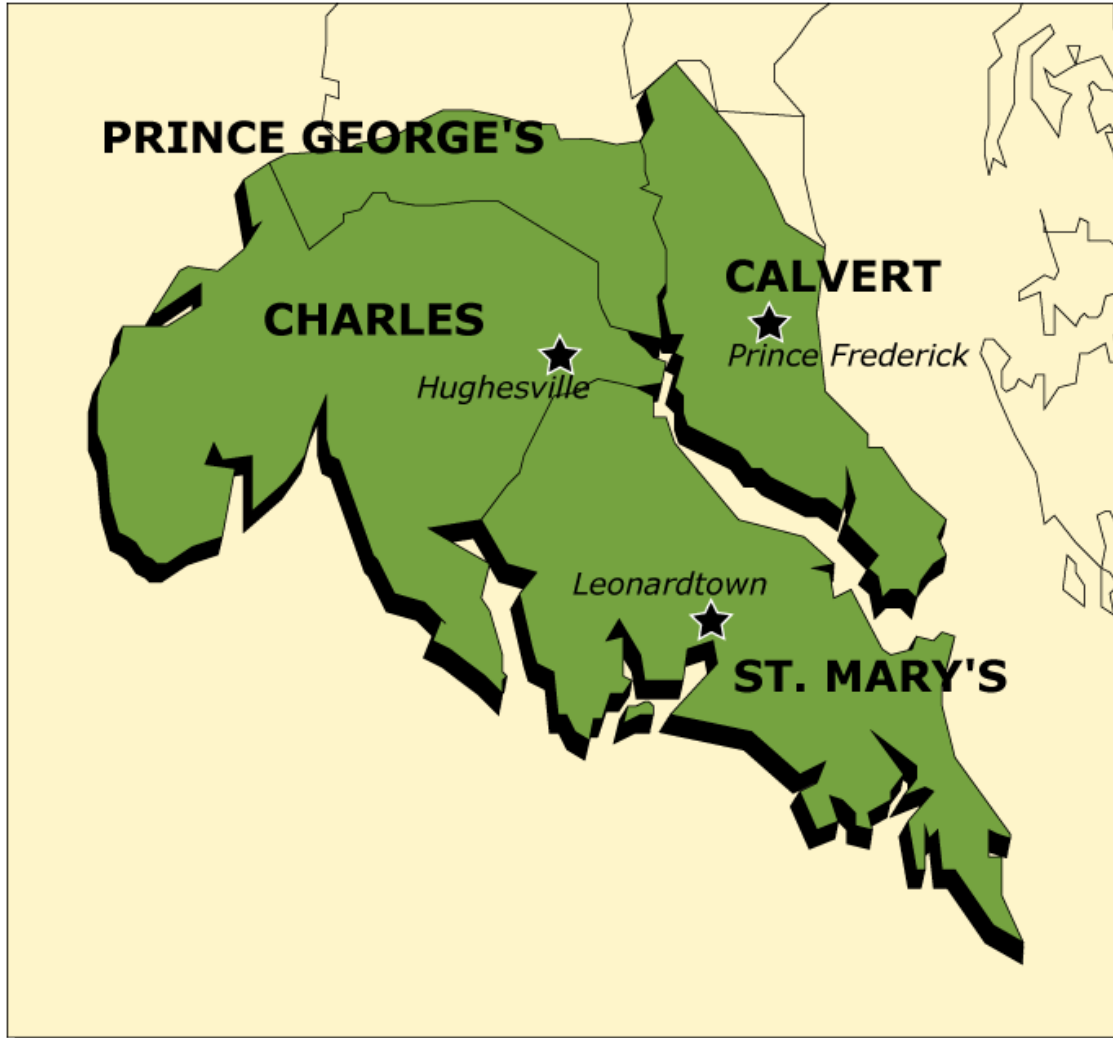 PRINCE GEORGE'S
CALVERT
CHARLES
Prince Frederick
Hughesville
Leonardtown
ST. MARY'S